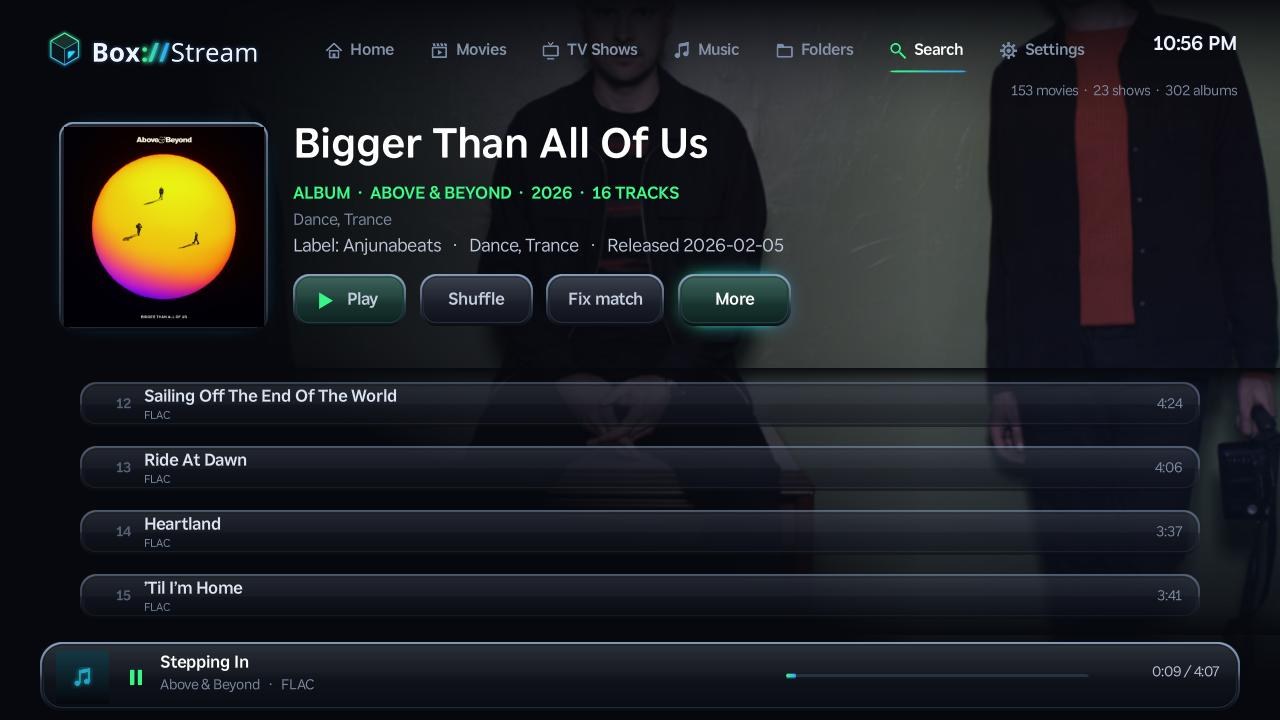 Box://Stream
Home
Movies
TV Shows
Music
Folders
Search
Settings
10:56 PM
153 movies · 23 shows · 302 albums
Above & Beyond
BIGGER THAN ALL OF US
Bigger Than All Of Us
ALBUM · ABOVE & BEYOND · 2026 · 16 TRACKS
Dance, Trance
Label: Anjunabeats · Dance, Trance · Released 2026-02-05
Play
Shuffle
Fix match
More
12 Sailing Off The End Of The World 4:24
FLAC
13 Ride At Dawn 4:06
FLAC
14 Heartland 3:37
FLAC
15 'Til I'm Home 3:41
FLAC
Stepping In
Above & Beyond · FLAC
0:09 / 4:07